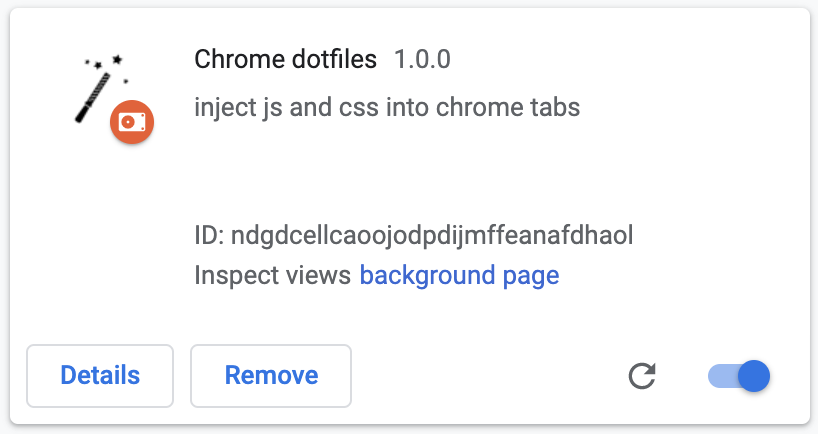 Chrome dotfiles 1.0.0
inject js and css into chrome tabs
ID: ndgdcellcaoojodpdijmffeanafdhaol
Inspect views background page
Details Remove